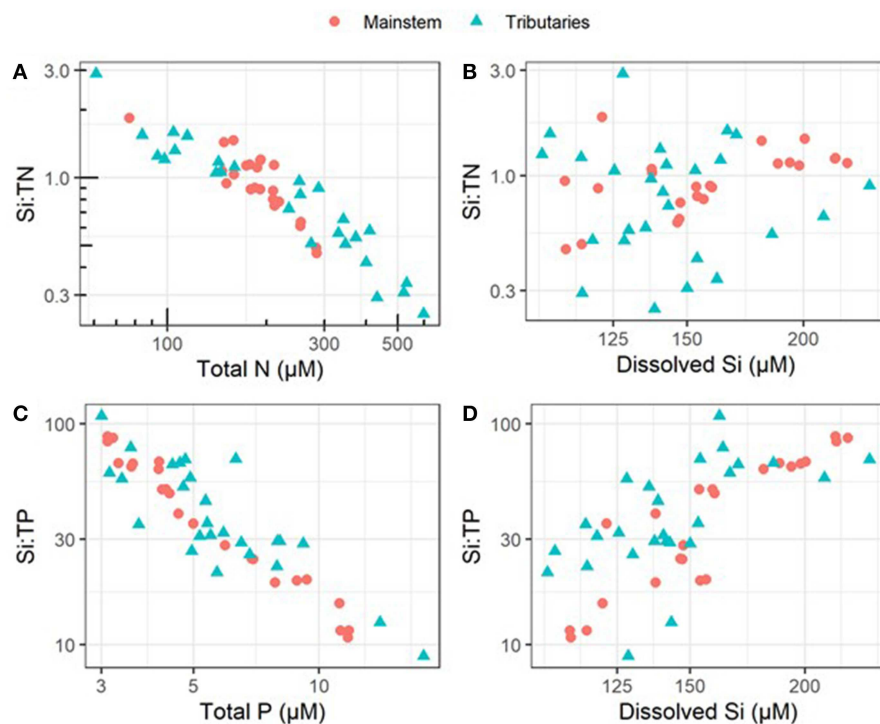 Mainstem Tributaries
A
3.0
1.0
0.3
Si:TN
100 300 500
Total N (µM)
B
3.0
1.0
0.3
Si:TN
125 150 200
Dissolved Si (µM)
C
100
30
10
Si:TP
3 5 10
Total P (µM)
D
100
30
10
Si:TP
125 150 200
Dissolved Si (µM)